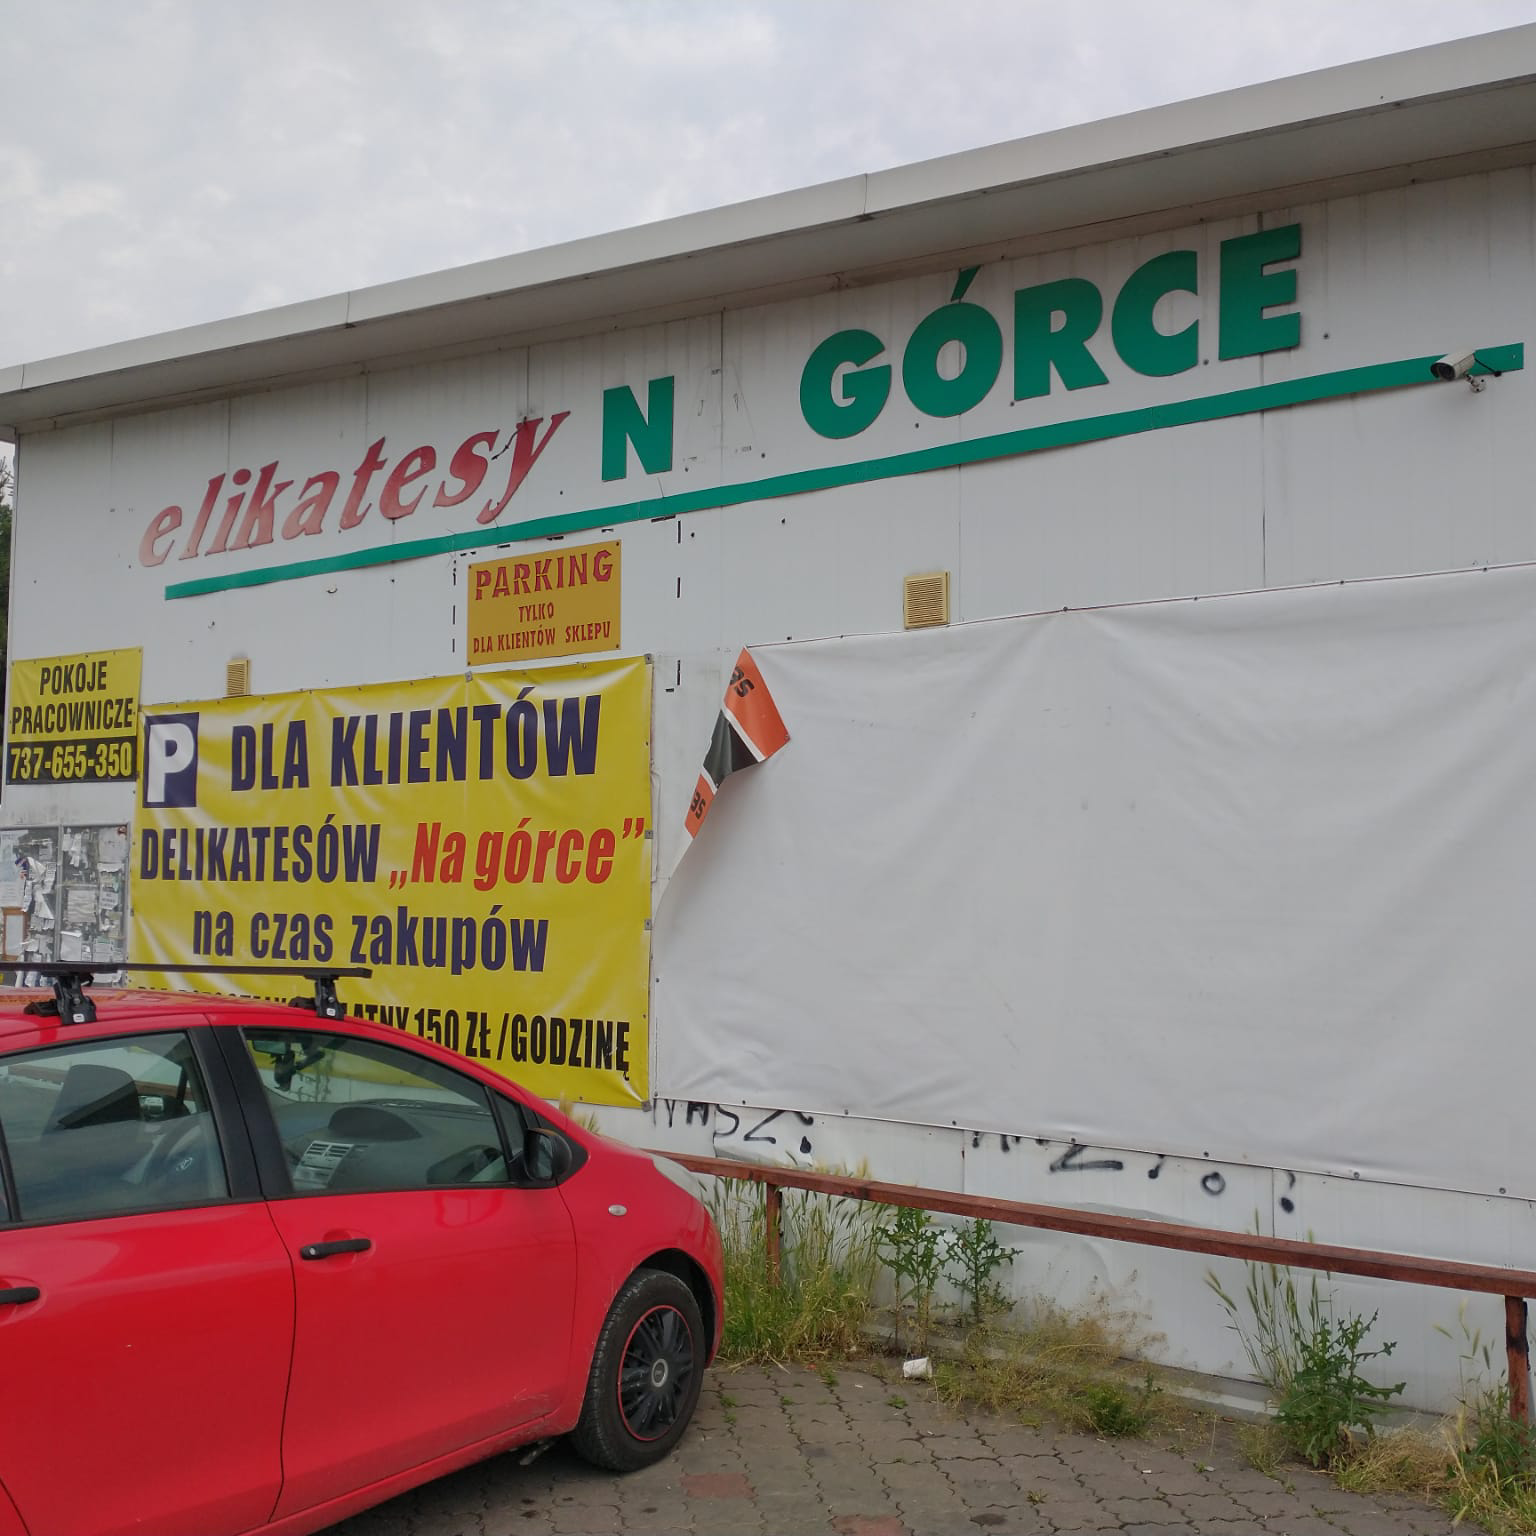 elikatesy N GÓRCE
PARKING
TYLKO
DLA KLIENTÓW SKLEPU
POKOJE
PRACOWNICZE
737-655-350
P DLA KLIENTÓW
DELIKATESÓW „Na górce”
na czas zakupów
150 ZŁ /GODZINĘ